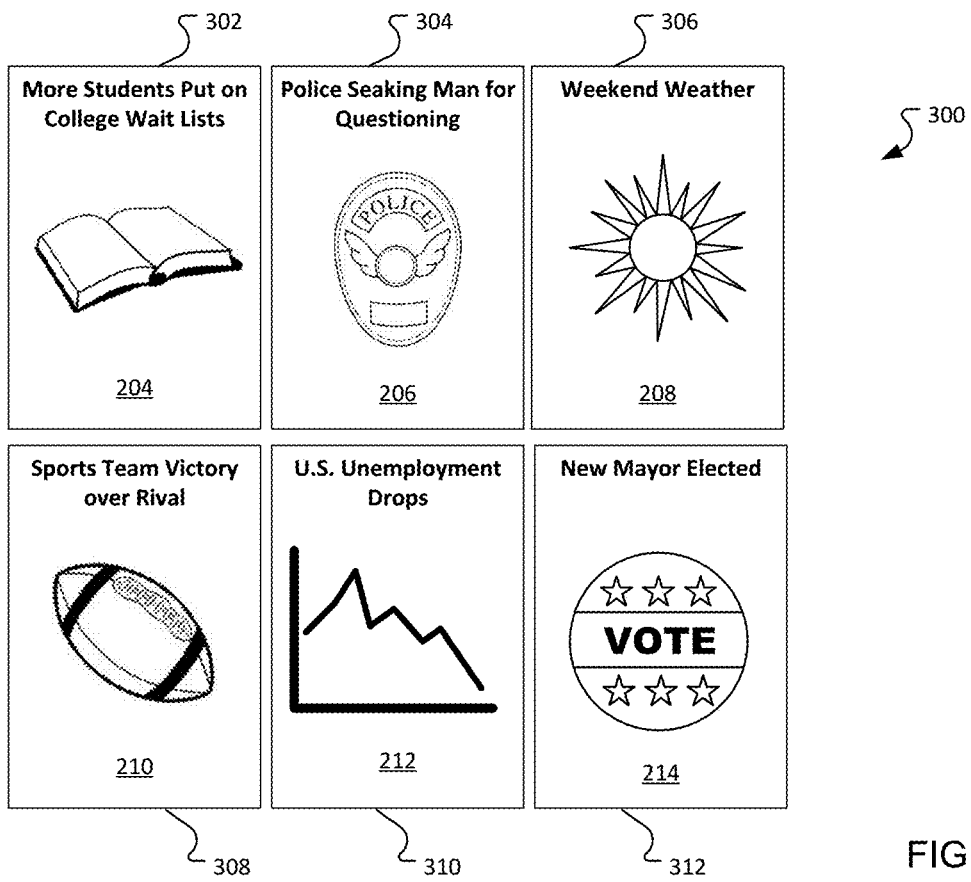 302
304
306
300
More Students Put on
College Wait Lists
204
Police Seaking Man for
Questioning
POLICE
206
Weekend Weather
208
Sports Team Victory
over Rival
210
U.S. Unemployment
Drops
212
New Mayor Elected
VOTE
214
308
310
312
FIG